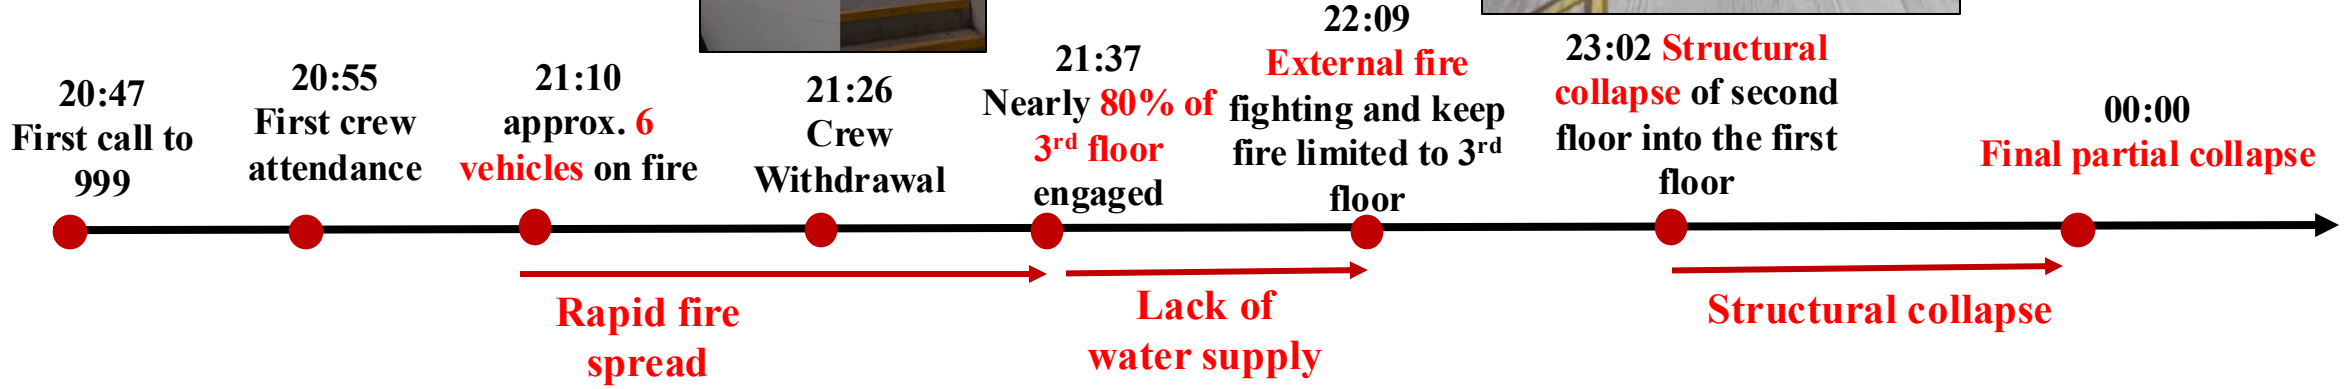 20:47
First call to
999
20:55
First crew
attendance
21:10
approx. 6
vehicles on fire
21:26
Crew
Withdrawal
21:37
Nearly 80% of
3rd floor
engaged
22:09
External fire
fighting and keep
fire limited to 3rd
floor
23:02 Structural
collapse of second
floor into the first
floor
00:00
Final partial collapse
Rapid fire
spread
Lack of
water supply
Structural collapse